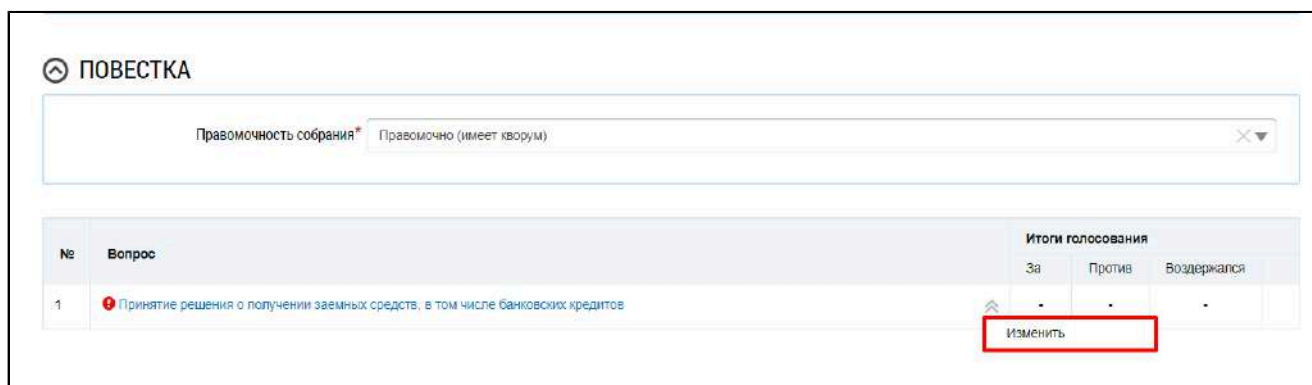 ПОВЕСТКА
Правомочность собрания* Правомочно (имеет кворум)
№ Вопрос Итоги голосования
За Против Воздержался
1 Принятие решения о получении заемных средств, в том числе банковских кредитов - - -
Изменить